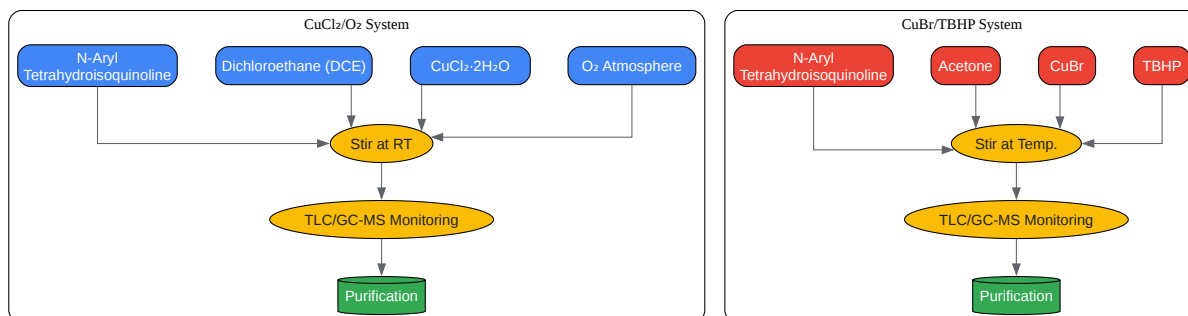 CuCl₂/O₂ System
N-Aryl
Tetrahydroisoquinoline
Dichloroethane (DCE)
CuCl₂·2H₂O
O₂ Atmosphere
Stir at RT
TLC/GC-MS Monitoring
Purification
CuBr/TBHP System
N-Aryl
Tetrahydroisoquinoline
Acetone
CuBr
TBHP
Stir at Temp.
TLC/GC-MS Monitoring
Purification